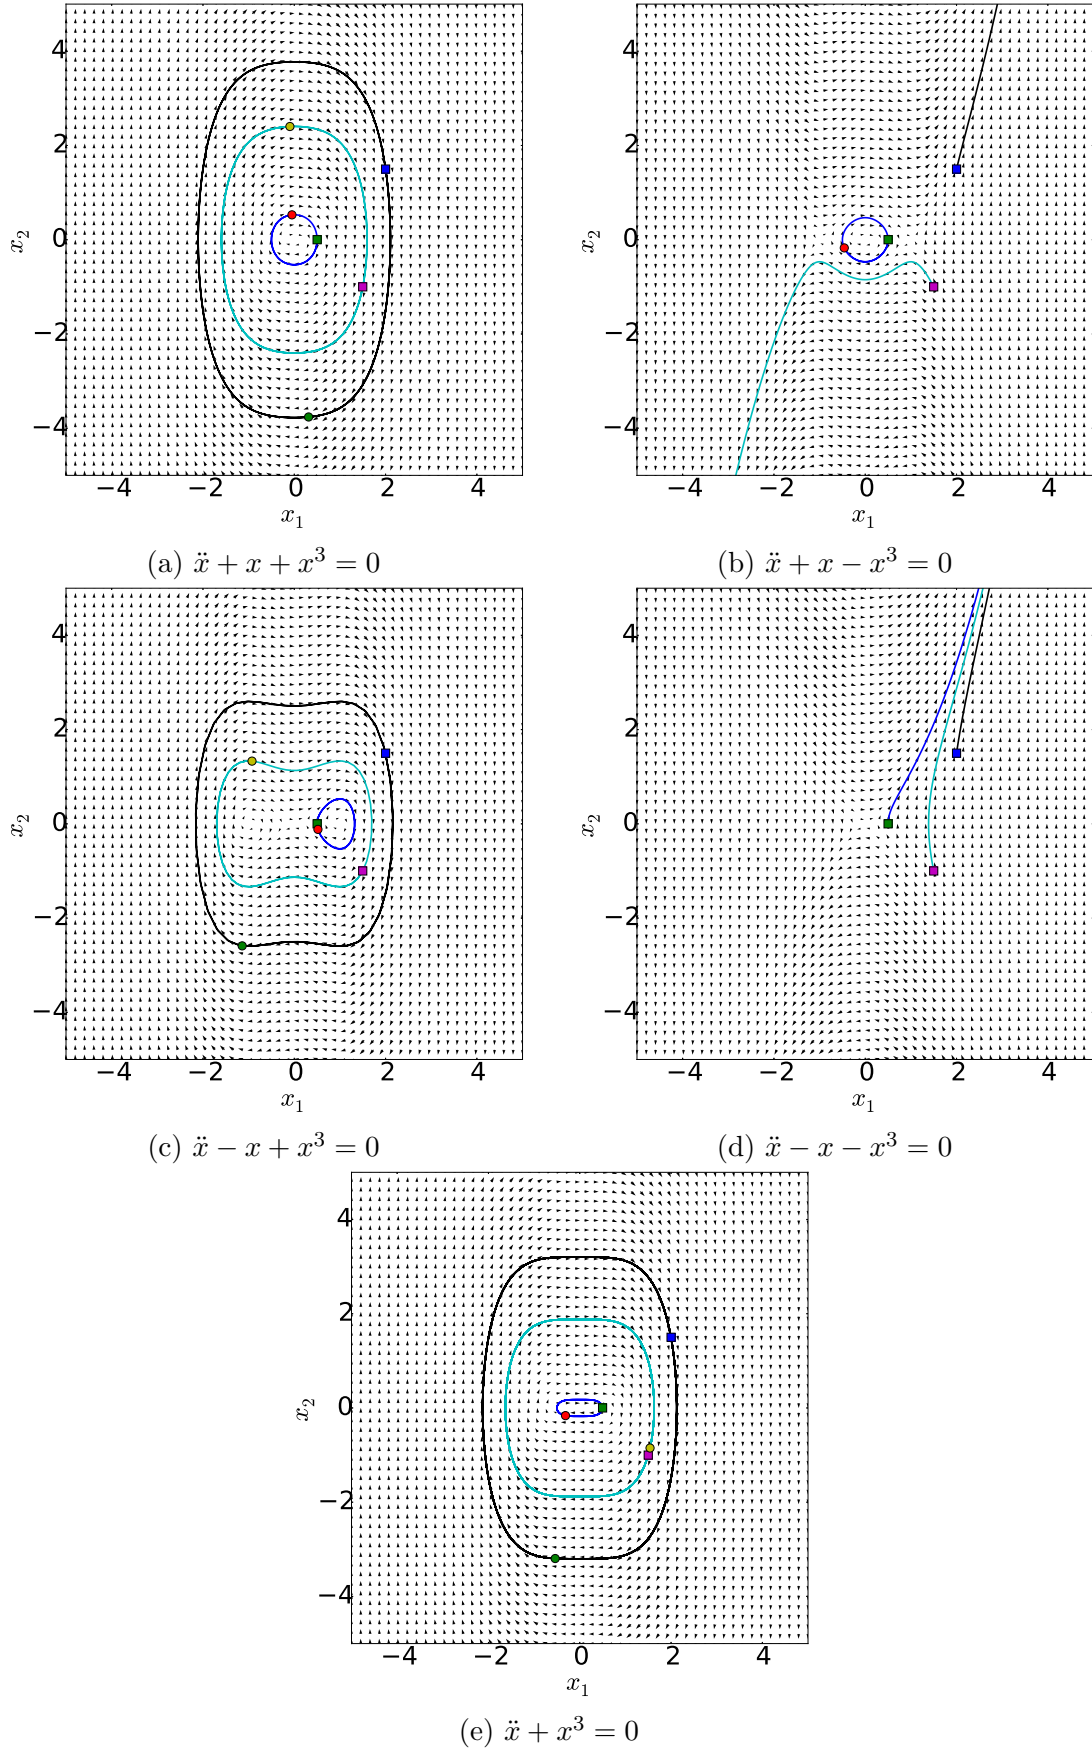 4
2
0
−2
−4
−4 −2 0 2 4
x₂
x₁
(a) ẍ + x + x³ = 0
4
2
0
−2
−4
−4 −2 0 2 4
x₂
x₁
(b) ẍ + x − x³ = 0
4
2
0
−2
−4
−4 −2 0 2 4
x₂
x₁
(c) ẍ − x + x³ = 0
4
2
0
−2
−4
−4 −2 0 2 4
x₂
x₁
(d) ẍ − x − x³ = 0
4
2
0
−2
−4
−4 −2 0 2 4
x₂
x₁
(e) ẍ + x³ = 0